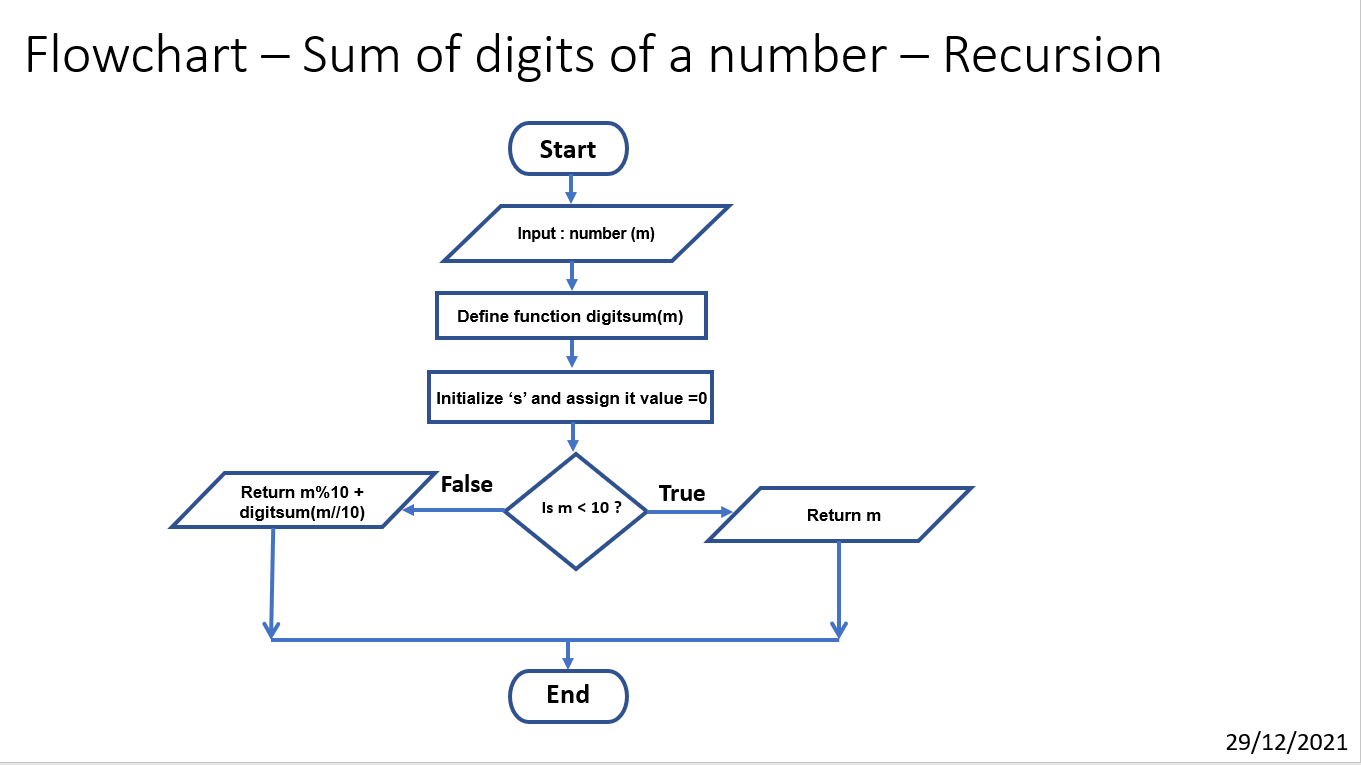 Flowchart – Sum of digits of a number – Recursion
Start
Input : number (m)
Define function digitsum(m)
Initialize ‘s’ and assign it value =0
Is m < 10 ?
False
True
Return m%10 +
digitsum(m//10)
Return m
End
29/12/2021